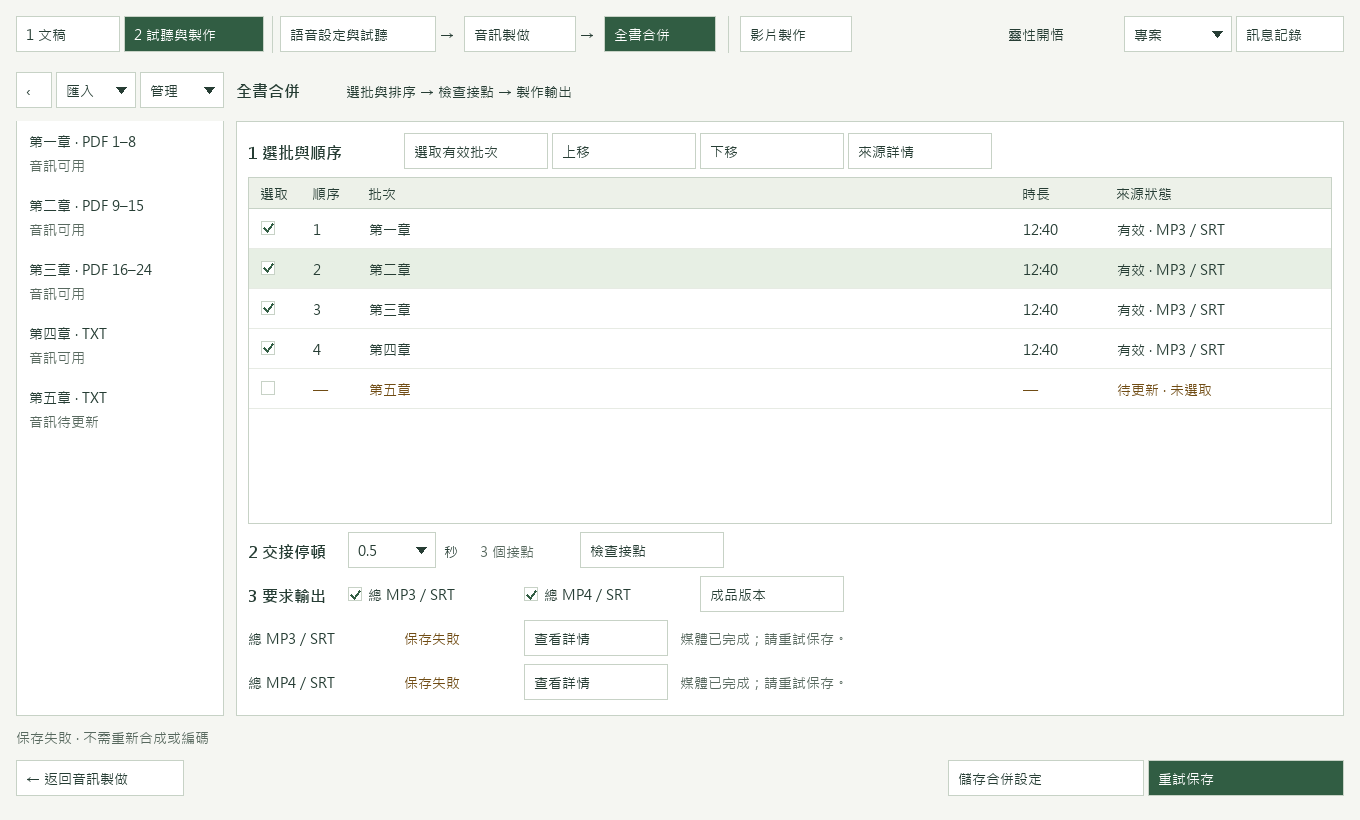 1 文稿
2 試聽與製作
語音設定與試聽
→
音訊製做
→
全書合併
影片製作
靈性開悟
專案
訊息記錄
‹
匯入
管理
全書合併
選批與排序 → 檢查接點 → 製作輸出
第一章 · PDF 1–8
音訊可用
第二章 · PDF 9–15
音訊可用
第三章 · PDF 16–24
音訊可用
第四章 · TXT
音訊可用
第五章 · TXT
音訊待更新
1 選批與順序
選取有效批次
上移
下移
來源詳情
選取 順序 批次 時長 來源狀態
1 第一章 12:40 有效 · MP3 / SRT
2 第二章 12:40 有效 · MP3 / SRT
3 第三章 12:40 有效 · MP3 / SRT
4 第四章 12:40 有效 · MP3 / SRT
— 第五章 — 待更新 · 未選取
2 交接停頓 0.5 秒 3 個接點 檢查接點
3 要求輸出 總 MP3 / SRT 總 MP4 / SRT 成品版本
總 MP3 / SRT 保存失敗 查看詳情 媒體已完成；請重試保存。
總 MP4 / SRT 保存失敗 查看詳情 媒體已完成；請重試保存。
保存失敗 · 不需重新合成或編碼
← 返回音訊製做
儲存合併設定
重試保存